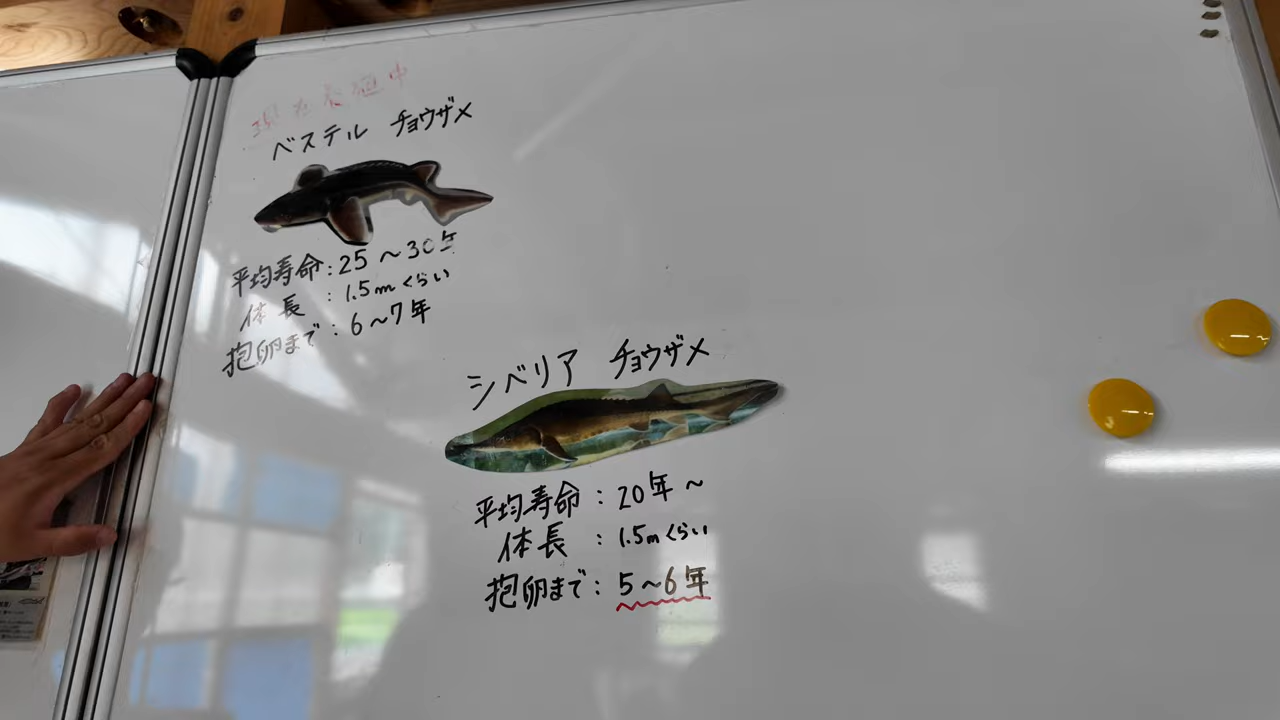 ベステル チョウザメ
平均寿命：25～30年
体長：1.5mくらい
抱卵まで：6～7年
シベリア チョウザメ
平均寿命：20年～
体長：1.5mくらい
抱卵まで：5～6年